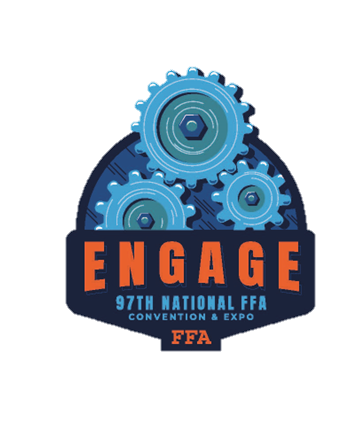 ENGAGE
97TH NATIONAL FFA
CONVENTION & EXPO
FFA